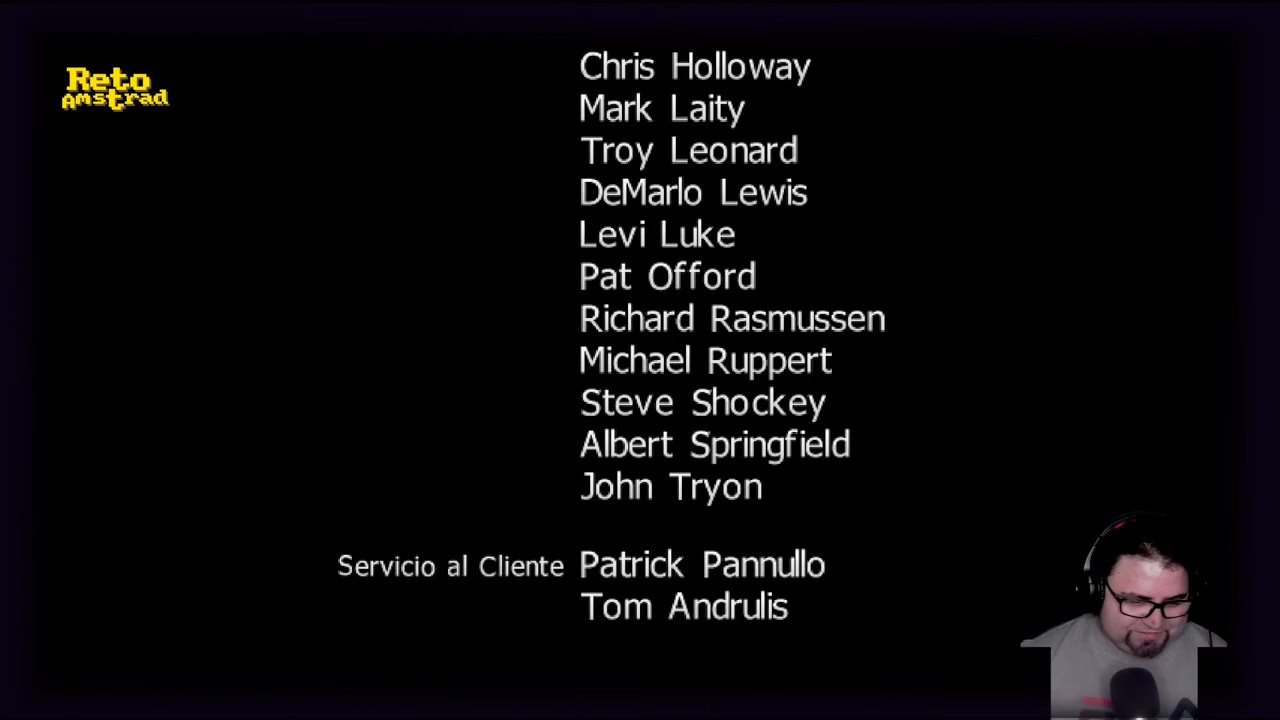 Reto
Amstrad
Chris Holloway
Mark Laity
Troy Leonard
DeMarlo Lewis
Levi Luke
Pat Offord
Richard Rasmussen
Michael Ruppert
Steve Shockey
Albert Springfield
John Tryon
Servicio al Cliente Patrick Pannullo
Tom Andrulis